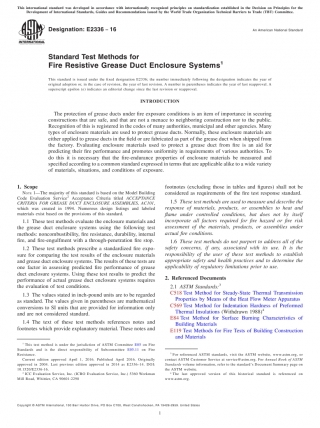 This international standard was developed in accordance with internationally recognized principles on standardization established in the Decision on Principles for the
Development of International Standards, Guides and Recommendations issued by the World Trade Organization Technical Barriers to Trade (TBT) Committee.
Designation: E2336 − 16
An American National Standard
INTERNATIONAL
Standard Test Methods for
Fire Resistive Grease Duct Enclosure Systems1
This standard is issued under the fixed designation E2336; the number immediately following the designation indicates the year of
original adoption or, in the case of revision, the year of last revision. A number in parentheses indicates the year of last reapproval. A
superscript epsilon (ε) indicates an editorial change since the last revision or reapproval.
INTRODUCTION
The protection of grease ducts under fire exposure conditions is an item of importance in securing
constructions that are safe, and that are not a menace to neighboring construction nor to the public.
Recognition of this is registered in the codes of many authorities, municipal and other agencies. Many
types of enclosure materials are used to protect grease ducts. Normally, these enclosure materials are
either applied to grease ducts in the field or are fabricated as part of the grease duct when shipped from
the factory. Evaluating enclosure materials used to protect a grease duct from fire is an aid for
predicting their fire performance and promotes uniformity in requirements of various authorities. To
do this it is necessary that the fire-endurance properties of enclosure materials be measured and
specified according to a common standard expressed in terms that are applicable alike to a wide variety
of materials, situations, and conditions of exposure.
1. Scope
NOTE 1—The majority of this standard is based on the Model Building
Code Evaluation Service2 Acceptance Criteria titled ACCEPTANCE
CRITERIA FOR GREASE DUCT ENCLOSURE ASSEMBLIES, AC101,
which was created in 1994. Numerous design listings and labeled
materials exist based on the provisions of this standard.
1.1 These test methods evaluate the enclosure materials and
the grease duct enclosure systems using the following test
methods: noncombustibility, fire resistance, durability, internal
fire, and fire-engulfment with a through-penetration fire stop.
1.2 These test methods prescribe a standardized fire expo-
sure for comparing the test results of the enclosure materials
and grease duct enclosure systems. The results of these tests are
one factor in assessing predicted fire performance of grease
duct enclosure systems. Using these test results to predict the
performance of actual grease duct enclosure systems requires
the evaluation of test conditions.
1.3 The values stated in inch-pound units are to be regarded
as standard. The values given in parentheses are mathematical
conversions to SI units that are provided for information only
and are not considered standard.
1.4 The text of these test methods references notes and
footnotes which provide explanatory material. These notes and
1 This test method is under the jurisdiction of ASTM Committee E05 on Fire
Standards and is the direct responsibility of Subcommittee E05.11 on Fire
Resistance.
Current edition approved April 1, 2016. Published April 2016. Originally
approved in 2004. Last previous edition approved in 2014 as E2336–14. DOI:
10.1520/E2336-16.
2 ICC Evaluation Service, Inc. (ICBO Evaluation Service, Inc.) 5360 Workman
Mill Road, Whittier, CA 90601-2298
footnotes (excluding those in tables and figures) shall not be
considered as requirements of the fire test response standard.
1.5 These test methods are used to measure and describe the
response of materials, products, or assemblies to heat and
flame under controlled conditions, but does not by itself
incorporate all factors required for fire hazard or fire risk
assessment of the materials, products, or assemblies under
actual fire conditions.
1.6 These test methods do not purport to address all of the
safety concerns, if any, associated with its use. It is the
responsibility of the user of these test methods to establish
appropriate safety and health practices and to determine the
applicability of regulatory limitations prior to use.
2. Referenced Documents
2.1 ASTM Standards:3
C518 Test Method for Steady-State Thermal Transmission
Properties by Means of the Heat Flow Meter Apparatus
C569 Test Method for Indentation Hardness of Preformed
Thermal Insulations (Withdrawn 1988)4
E84 Test Method for Surface Burning Characteristics of
Building Materials
E119 Test Methods for Fire Tests of Building Construction
and Materials
3 For referenced ASTM standards, visit the ASTM website, www.astm.org, or
contact ASTM Customer Service at service@astm.org. For Annual Book of ASTM
Standards volume information, refer to the standard's Document Summary page on
the ASTM website.
4 The last approved version of this historical standard is referenced on
www.astm.org.
Copyright © ASTM International, 100 Barr Harbor Drive, PO Box C700, West Conshohocken, PA 19428-2959. United States
1